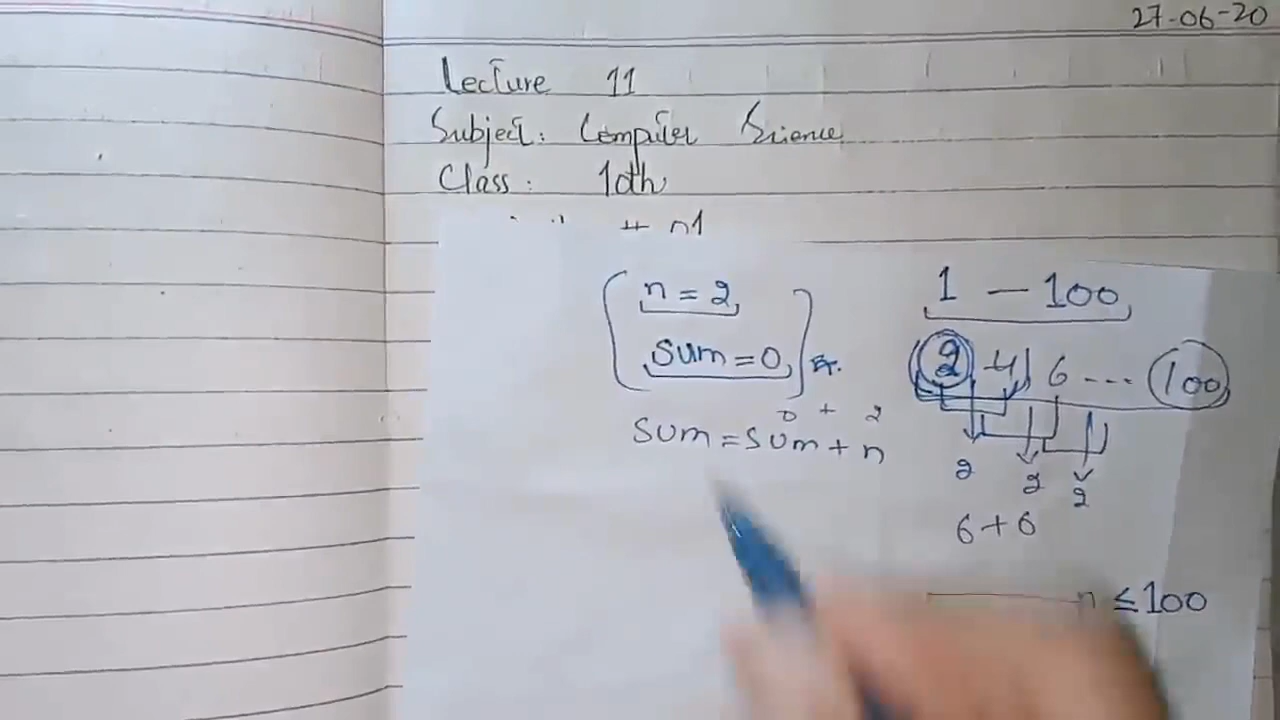 27-06-20
Lecture 11
Subject: Computer Science
Class: 10th
n1
n = 2
1 — 100
Sum = 0
2 4 6 ... 100
0 + 2
Sum = Sum + n
2 2 2
6 + 6
n ≤ 100